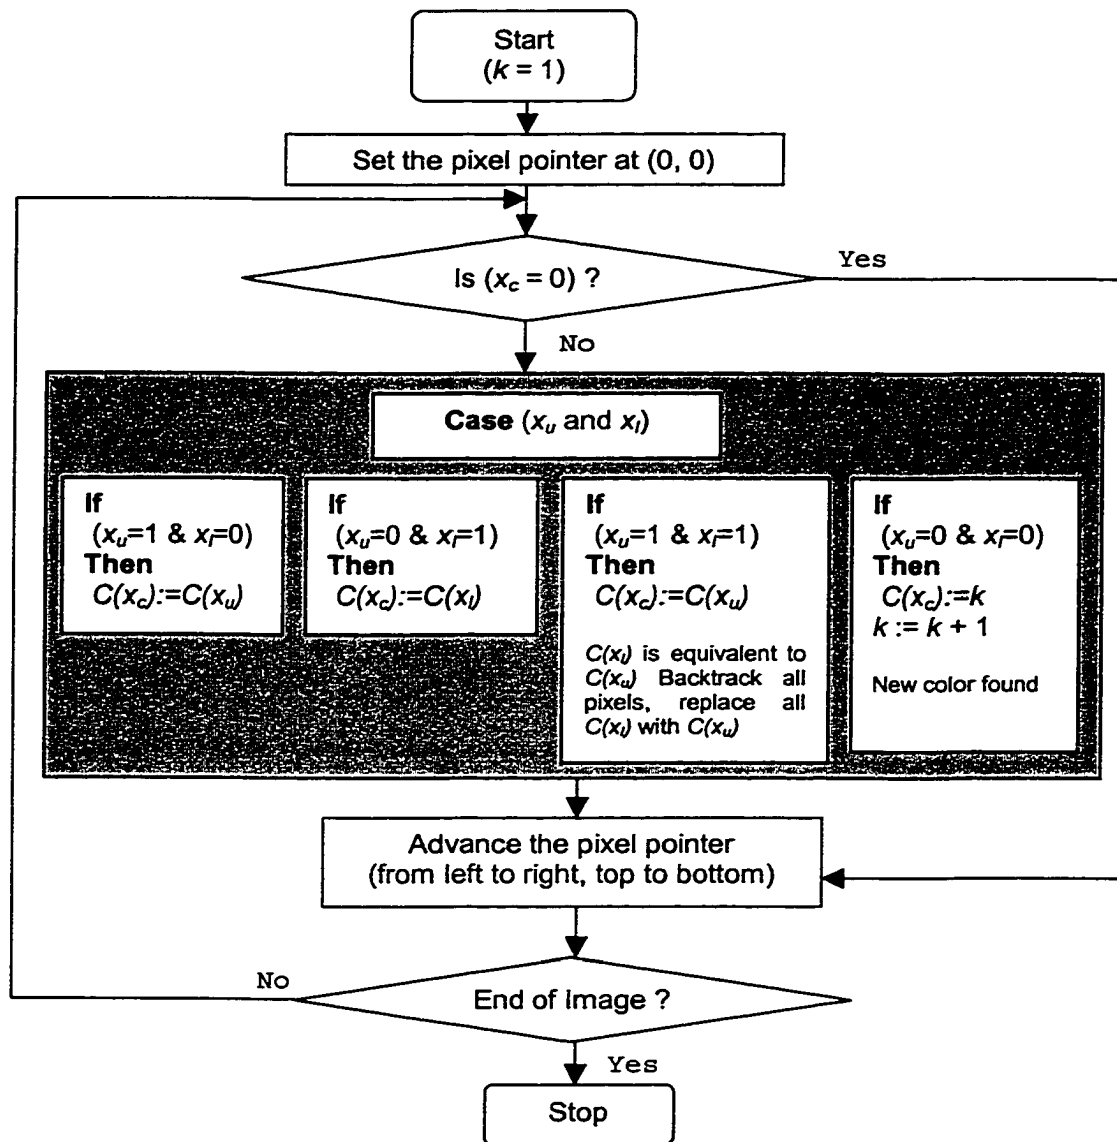 Start
(k = 1)
Set the pixel pointer at (0, 0)
Is (x_c = 0) ?
Yes
No
Case (x_u and x_l)
If
(x_u=1 & x_l=0)
Then
C(x_c):=C(x_u)
If
(x_u=0 & x_l=1)
Then
C(x_c):=C(x_l)
If
(x_u=1 & x_l=1)
Then
C(x_c):=C(x_u)
C(x_l) is equivalent to
C(x_u) Backtrack all
pixels, replace all
C(x_l) with C(x_u)
If
(x_u=0 & x_l=0)
Then
C(x_c):=k
k := k + 1
New color found
Advance the pixel pointer
(from left to right, top to bottom)
No
End of Image ?
Yes
Stop